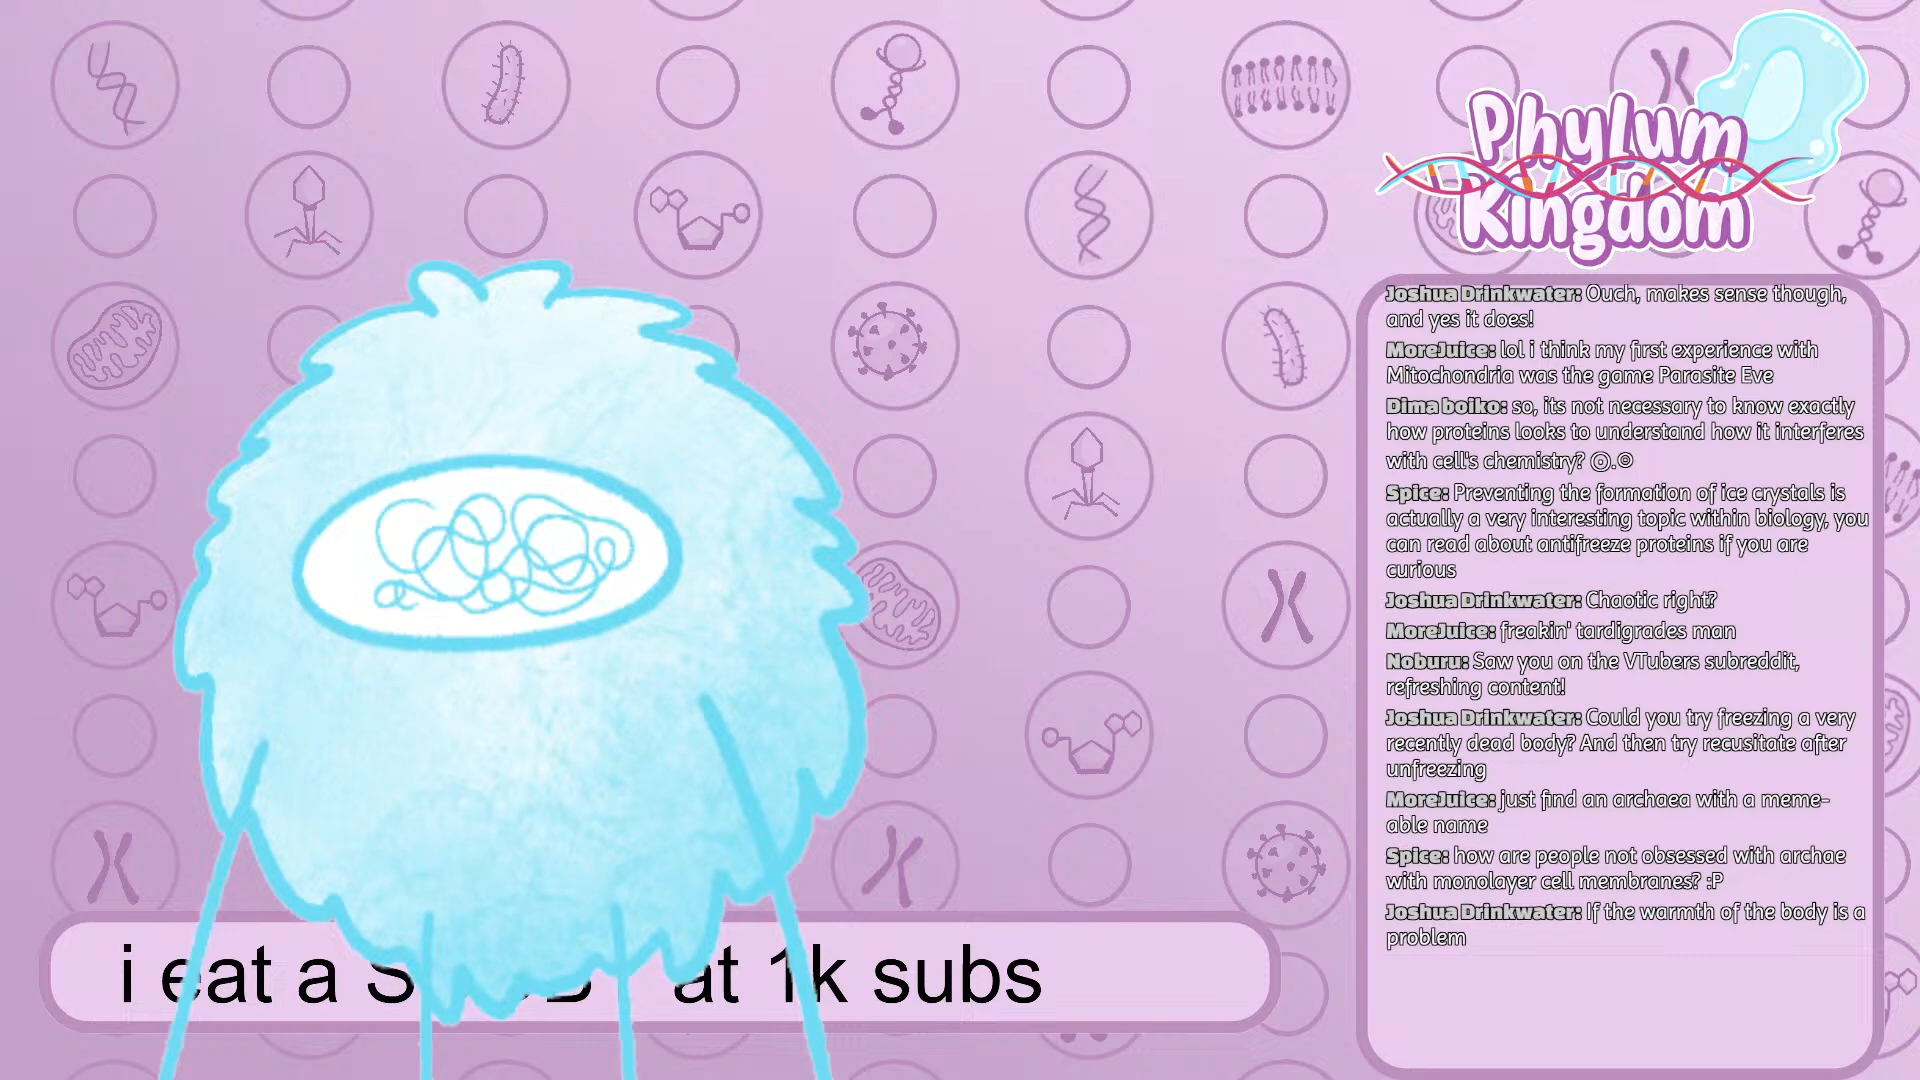 Phylum
Kingdom
Joshua Drinkwater: Ouch, makes sense though,
and yes it does!
MoreJuice: lol i think my first experience with
Mitochondria was the game Parasite Eve
Dima boiko: so, its not necessary to know exactly
how proteins looks to understand how it interferes
with cell's chemistry? ʘ.©
Spice: Preventing the formation of ice crystals is
actually a very interesting topic within biology, you
can read about antifreeze proteins if you are
curious
Joshua Drinkwater: Chaotic right?
MoreJuice: freakin' tardigrades man
Noburu: Saw you on the VTubers subreddit,
refreshing content!
Joshua Drinkwater: Could you try freezing a very
recently dead body? And then try recusitate after
unfreezing
MoreJuice: just find an archaea with a meme-
able name
Spice: how are people not obsessed with archae
with monolayer cell membranes? :P
Joshua Drinkwater: If the warmth of the body is a
problem
i eat a at 1k subs